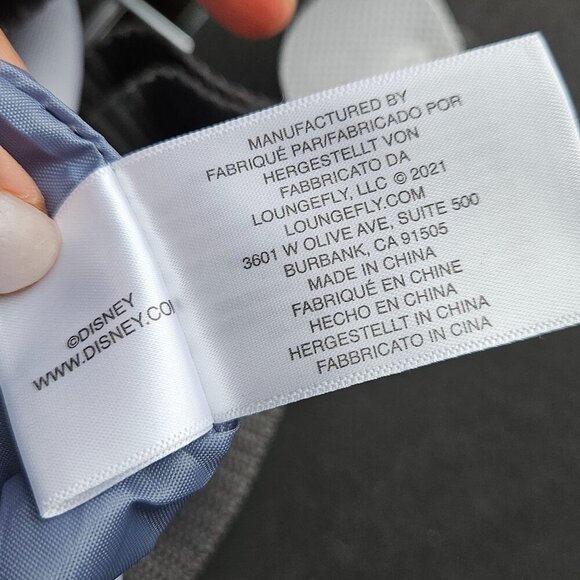 MANUFACTURED BY
FABRIQUÉ PAR/FABRICADO POR
HERGESTELLT VON
FABBRICATO DA
LOUNGEFLY, LLC © 2021
LOUNGEFLY.COM
3601 W OLIVE AVE, SUITE 500
BURBANK, CA 91505
MADE IN CHINA
FABRIQUÉ EN CHINE
HECHO EN CHINA
HERGESTELLT IN CHINA
FABBRICATO IN CINA
©DISNEY
WWW.DISNEY.CO